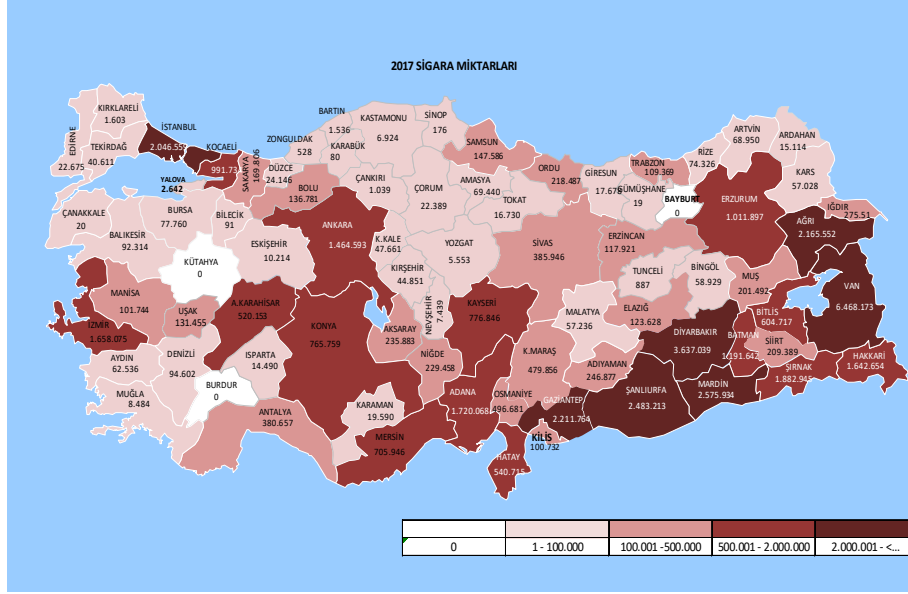 2017 SİGARA MİKTARLARI
KIRKLARELİ
1.603
EDİRNE
22.675
TEKİRDAĞ
40.611
İSTANBUL
KOCAELİ
991.73
SAKARYA
169.806
YALOVA
2.642
ZONGULDAK
528
DÜZCE
24.146
BARTIN
1.536
KARABÜK
80
KASTAMONU
6.924
SİNOP
176
SAMSUN
147.586
BOLU
136.781
ÇANKIRI
1.039
ÇORUM
22.389
AMASYA
69.440
TOKAT
16.730
ORDU
218.487
GİRESUN
17.678
TRABZON
109.369
GÜMÜŞHANE
19
BAYBURT
0
RİZE
74.326
ARTVİN
68.950
ARDAHAN
15.114
KARS
57.028
IĞDIR
275.51
ERZURUM
1.011.897
AĞRI
2.165.552
ÇANAKKALE
20
BALIKESİR
92.314
BURSA
77.760
BİLECİK
91
ESKİŞEHİR
10.214
KÜTAHYA
0
ANKARA
1.464.593
K.KALE
47.661
KIRŞEHİR
44.851
YOZGAT
5.553
SİVAS
385.946
ERZİNCAN
117.921
TUNCELİ
887
BİNGÖL
58.929
MUŞ
201.492
VAN
6.468.173
BİTLİS
604.717
MANİSA
101.744
UŞAK
131.455
A.KARAHİSAR
520.153
İZMİR
1.658.075
AYDIN
62.536
DENİZLİ
94.602
MUĞLA
8.484
BURDUR
0
ISPARTA
14.490
ANTALYA
380.657
KONYA
765.759
AKSARAY
235.883
NEVŞEHİR
7.439
KAYSERİ
776.846
NİĞDE
229.458
KARAMAN
19.590
MERSİN
705.946
ADANA
1.720.068
OSMANİYE
496.681
HATAY
540.715
K.MARAŞ
479.856
MALATYA
57.236
ELAZIĞ
123.628
ADIYAMAN
246.877
GAZİANTEP
2.211.764
KİLİS
100.732
ŞANLIURFA
2.483.213
DİYARBAKIR
3.637.039
MARDİN
2.575.934
BATMAN
1.191.642
SİİRT
209.389
ŞIRNAK
1.882.945
HAKKARİ
1.642.654
0
1 - 100.000
100.001 -500.000
500.001 - 2.000.000
2.000.001 - <...